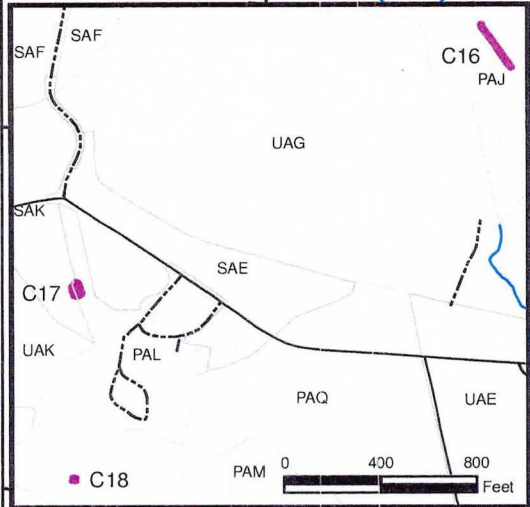 SAF
SAF
C16
PAJ
UAG
SAK
SAE
C17
UAK
PAL
PAQ
UAE
C18
PAM
0 400 800
Feet